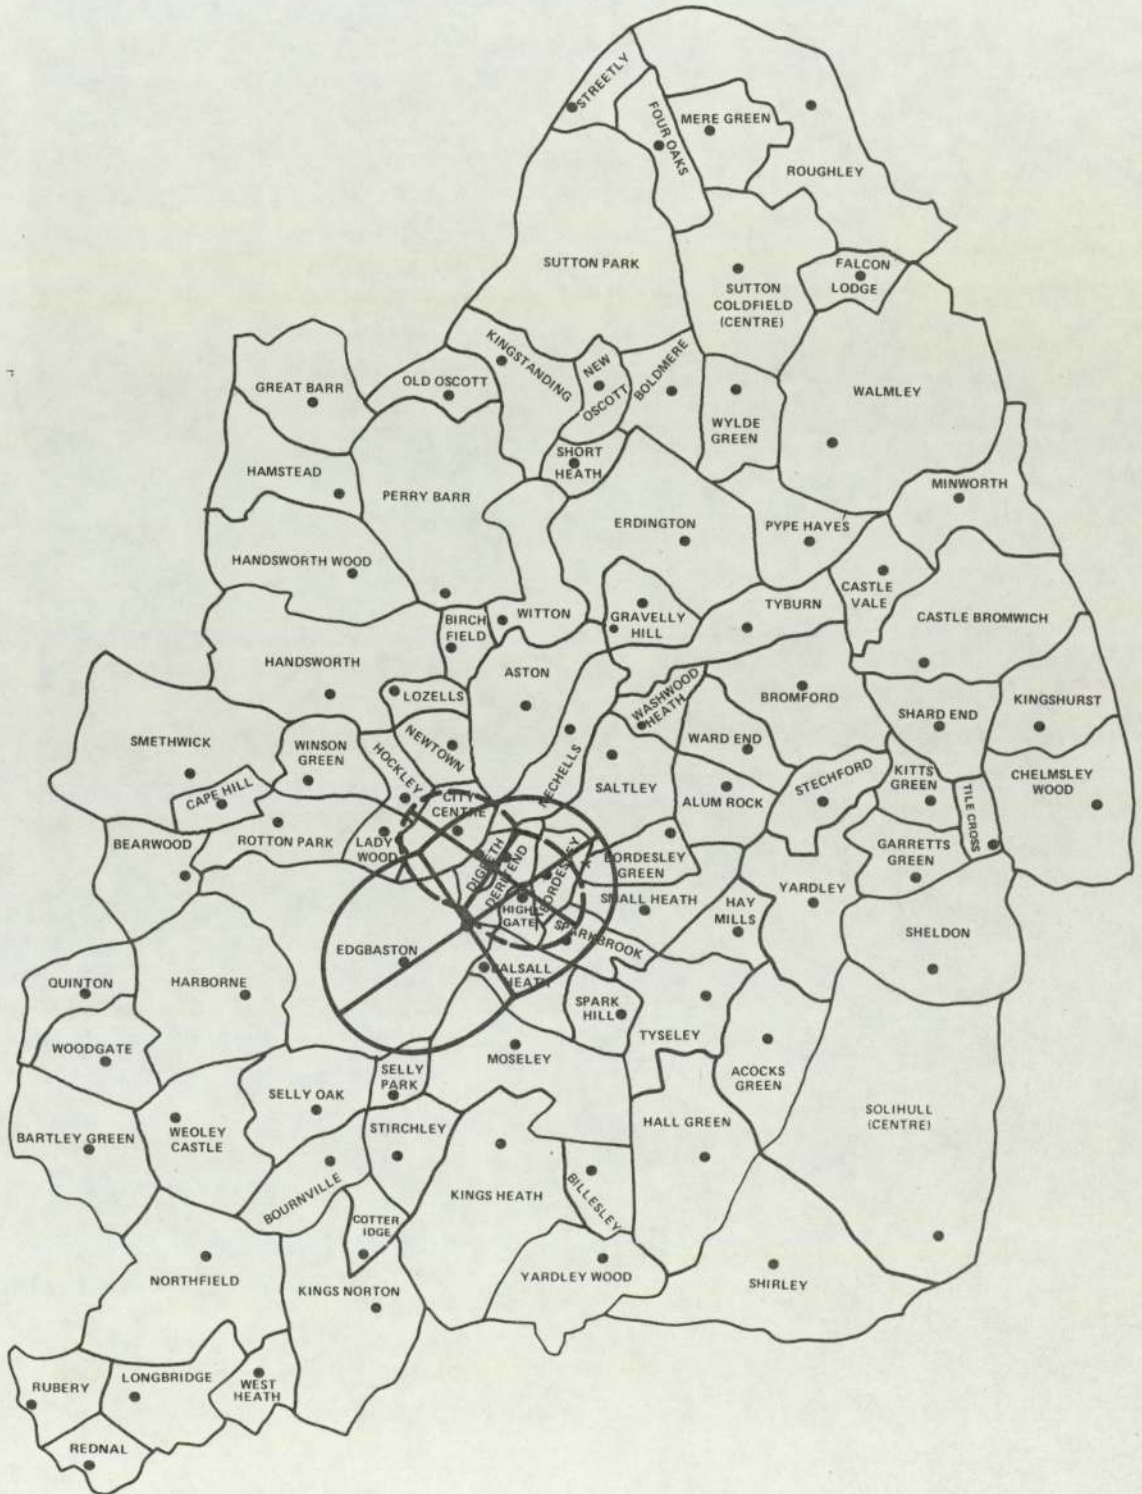 STREETLY
FOUR OAKS
MERE GREEN
ROUGHLEY
SUTTON PARK
SUTTON
COLDFIELD
(CENTRE)
FALCON
LODGE
KINGSTANDING
NEW
OSCOTT
BOLDMERE
GREAT BARR
OLD OSCOTT
WYLDE
GREEN
WALMLEY
SHORT
HEATH
HAMSTEAD
PERRY BARR
MINWORTH
ERDINGTON
PYPE HAYES
HANDSWORTH WOOD
CASTLE
VALE
TYBURN
CASTLE BROMWICH
BIRCH
FIELD
WITTON
GRAVELLY
HILL
HANDSWORTH
ASTON
LOZELLS
WASHWOOD
HEATH
BROMFORD
KINGSHURST
SHARD END
SMETHWICK
WINSON
GREEN
HOCKLEY
NEWTOWN
NECHELLS
WARD END
STECHFORD
KITTS
GREEN
TILE CROSS
CHELMSLEY
WOOD
CAPE HILL
CITY
CENTRE
SALTLEY
ALUM ROCK
BEARWOOD
ROTTON PARK
LADY
WOOD
DIGBETH
DERITEND
BORDESLEY
BORDESLEY
GREEN
GARRETTS
GREEN
YARDLEY
HIGH
GATE
SMALL HEATH
HAY
MILLS
SHELDON
SPARKBROOK
EDGBASTON
BALSALL
HEATH
QUINTON
HARBORNE
SPARK
HILL
TYSELEY
WOODGATE
MOSELEY
ACOCKS
GREEN
SELLY
PARK
SELLY OAK
SOLIHULL
(CENTRE)
BARTLEY GREEN
WEOLEY
CASTLE
STIRCHLEY
HALL GREEN
BOURNVILLE
KINGS HEATH
BILLESLEY
COTTER
IDGE
NORTHFIELD
KINGS NORTON
YARDLEY WOOD
SHIRLEY
RUBERY
LONGBRIDGE
WEST
HEATH
REDNAL